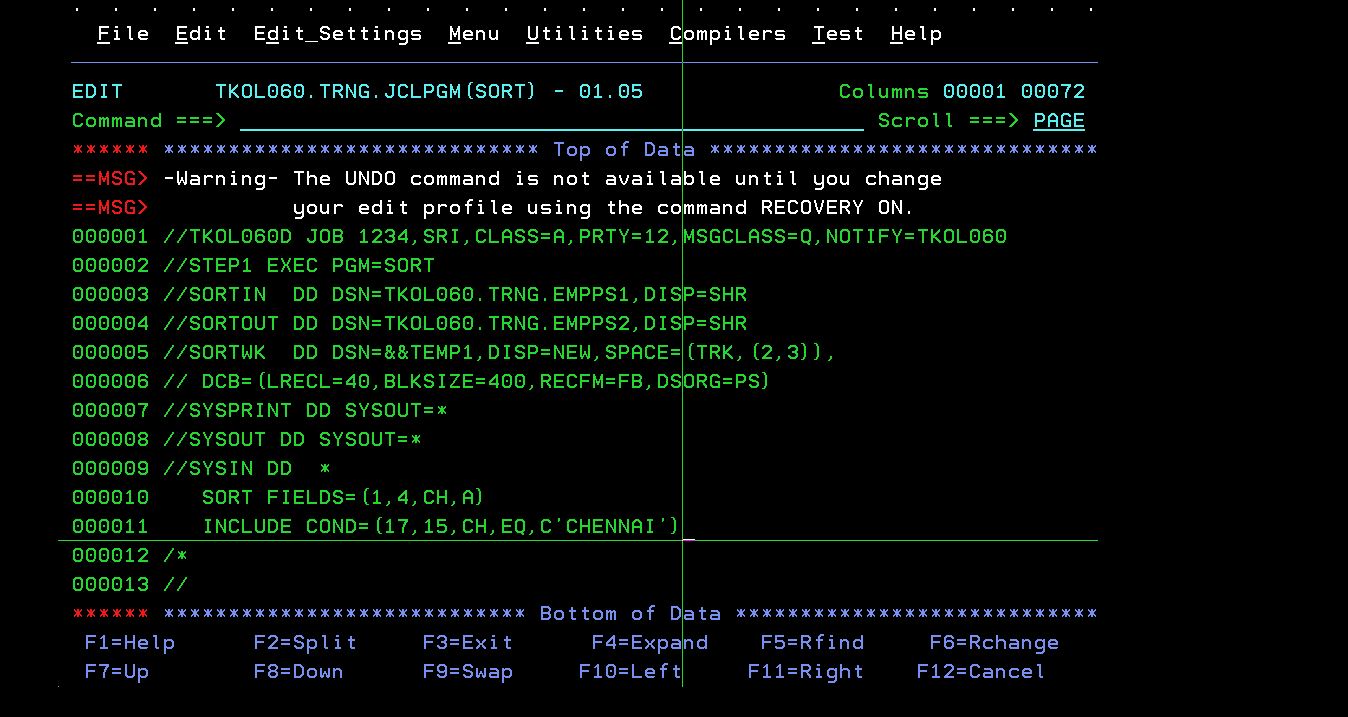 File  Edit  Edit_Settings  Menu  Utilities  Compilers  Test  Help
EDIT       TKOL060.TRNG.JCLPGM(SORT) - 01.05               Columns 00001 00072
Command ===>                                                  Scroll ===> PAGE
****** ***************************** Top of Data ******************************
==MSG> -Warning- The UNDO command is not available until you change
==MSG>           your edit profile using the command RECOVERY ON.
000001 //TKOL060D JOB 1234,SRI,CLASS=A,PRTY=12,MSGCLASS=Q,NOTIFY=TKOL060
000002 //STEP1 EXEC PGM=SORT
000003 //SORTIN  DD DSN=TKOL060.TRNG.EMPPS1,DISP=SHR
000004 //SORTOUT DD DSN=TKOL060.TRNG.EMPPS2,DISP=SHR
000005 //SORTWK  DD DSN=&&TEMP1,DISP=NEW,SPACE=(TRK,(2,3)),
000006 // DCB=(LRECL=40,BLKSIZE=400,RECFM=FB,DSORG=PS)
000007 //SYSPRINT DD SYSOUT=*
000008 //SYSOUT DD SYSOUT=*
000009 //SYSIN DD  *
000010    SORT FIELDS=(1,4,CH,A)
000011    INCLUDE COND=(17,15,CH,EQ,C'CHENNAI')
000012 /*
000013 //
****** **************************** Bottom of Data ****************************
F1=Help      F2=Split     F3=Exit      F4=Expand    F5=Rfind     F6=Rchange
F7=Up        F8=Down      F9=Swap     F10=Left     F11=Right    F12=Cancel